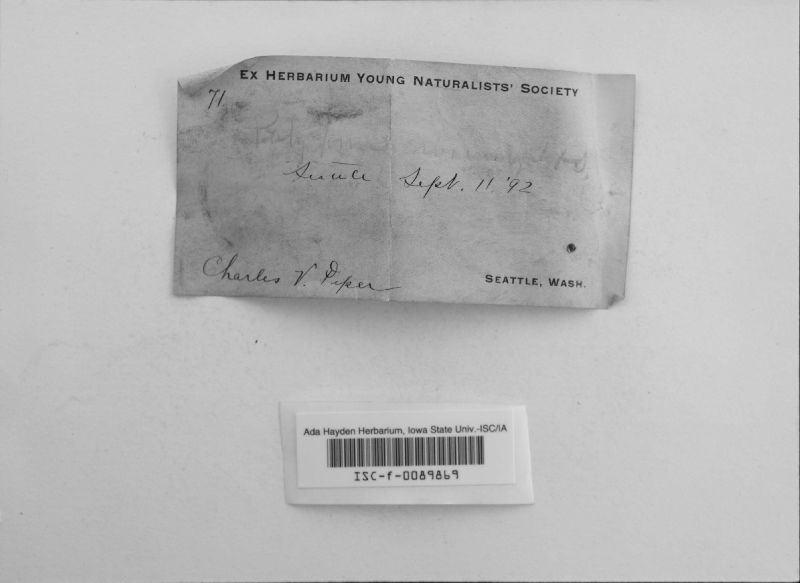 EX HERBARIUM YOUNG NATURALISTS' SOCIETY
71
Seattle Sept. 11 '92
Charles V. Piper
SEATTLE, WASH.
Ada Hayden Herbarium, Iowa State Univ.-ISC/IA
ISC-f-0089869